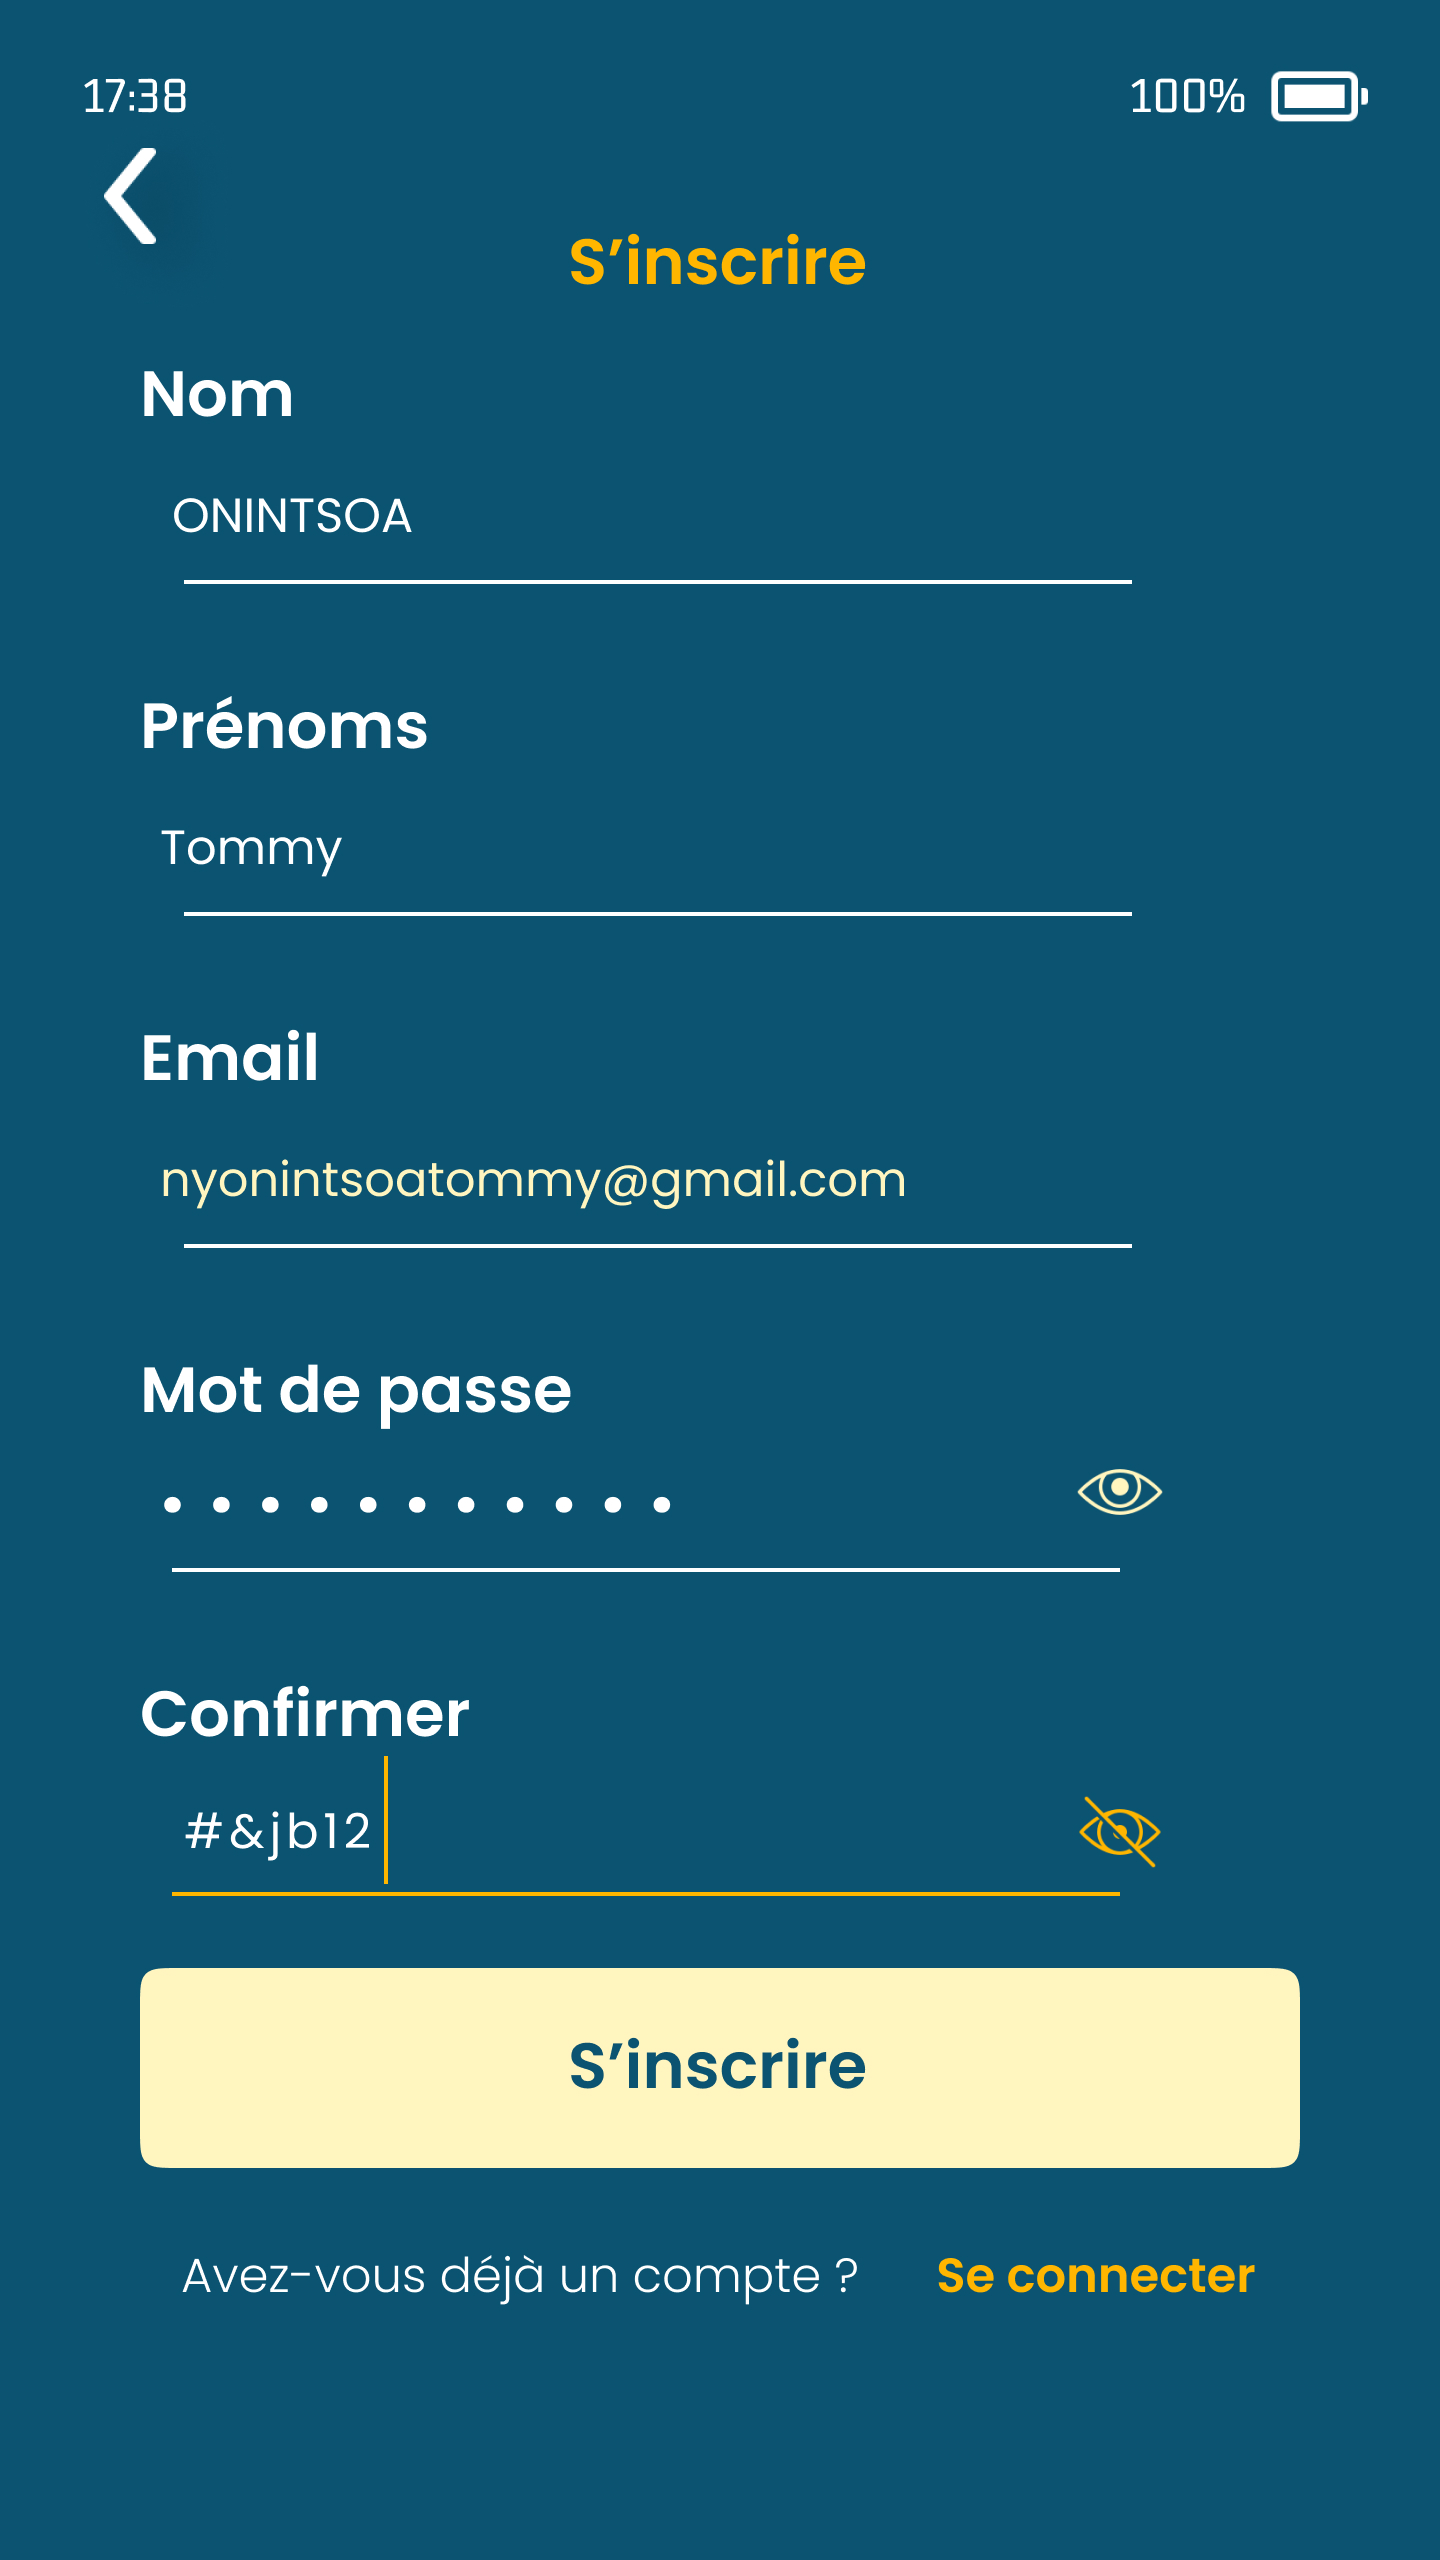 17:38 100%
S’inscrire
Nom
ONINTSOA
Prénoms
Tommy
Email
nyonintsoatommy@gmail.com
Mot de passe
• • • • • • • • • • •
Confirmer
#&jb12
S’inscrire
Avez-vous déjà un compte ? Se connecter